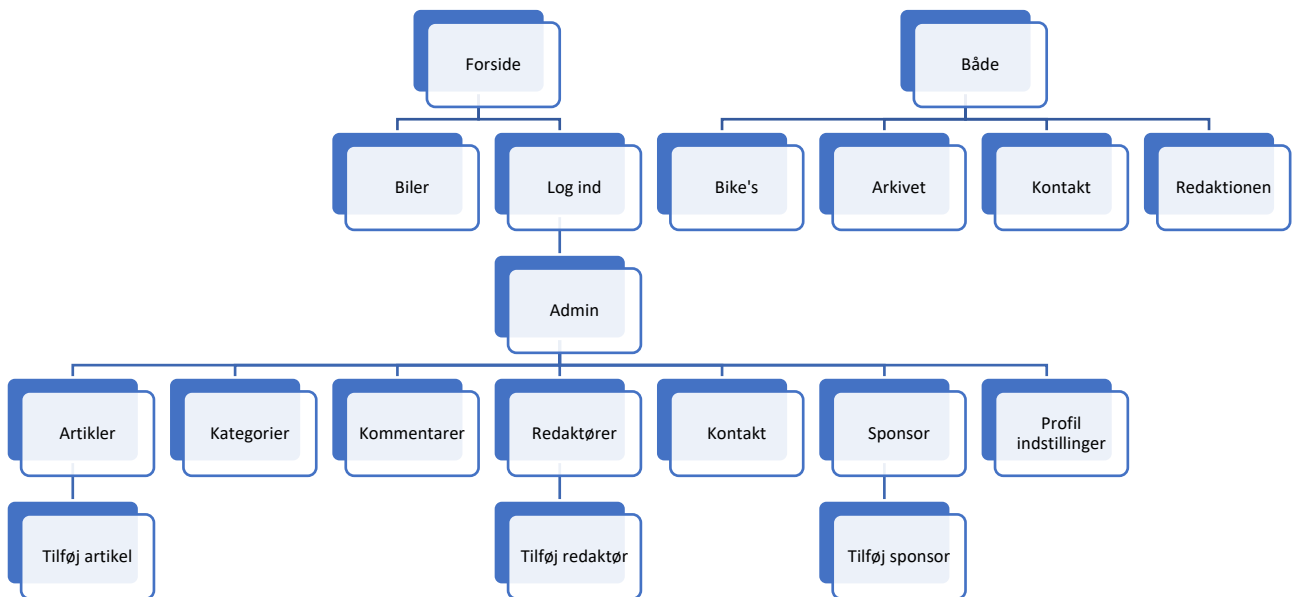 Forside
Både
Biler
Log ind
Bike's
Arkivet
Kontakt
Redaktionen
Admin
Artikler
Kategorier
Kommentarer
Redaktører
Kontakt
Sponsor
Profil
indstillinger
Tilføj artikel
Tilføj redaktør
Tilføj sponsor